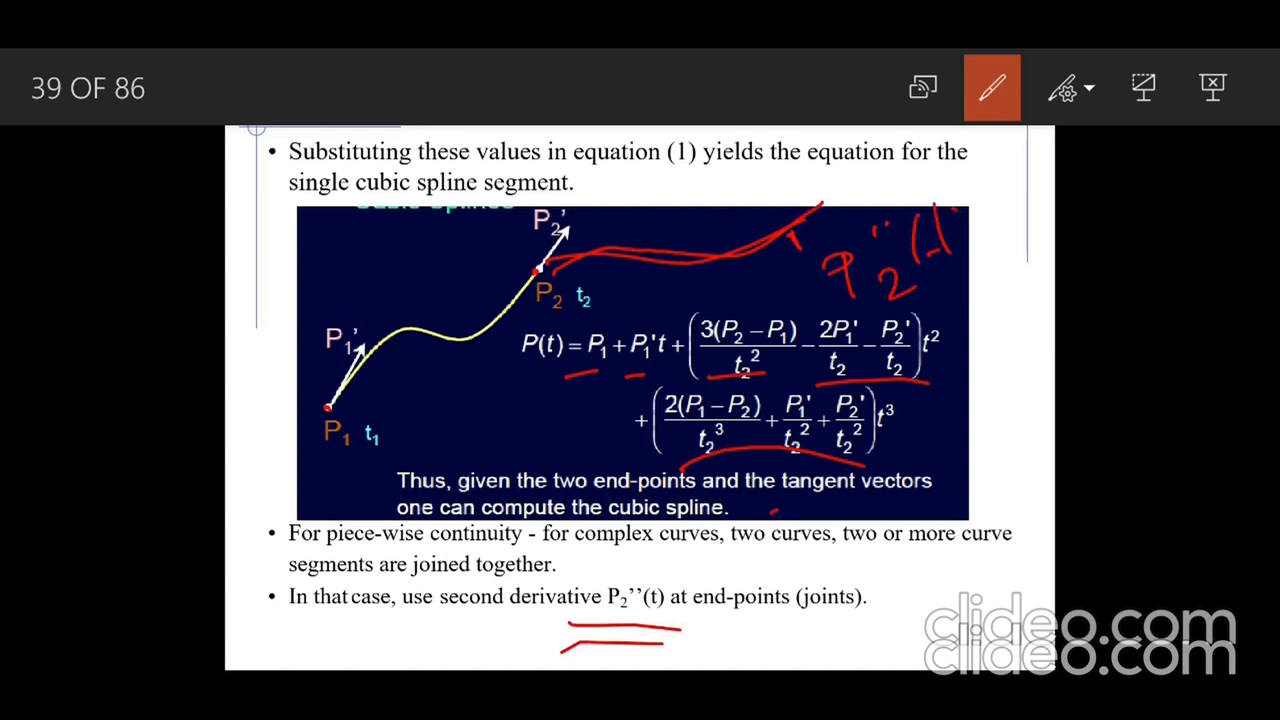 39 OF 86
• Substituting these values in equation (1) yields the equation for the
single cubic spline segment.
P₂'
P₂''(t)
P₂ t₂
P₁'
P(t) = P₁ + P₁'t + (3(P₂ − P₁)/t₂² − 2P₁'/t₂ − P₂'/t₂)t²
+ (2(P₁ − P₂)/t₂³ + P₁'/t₂² + P₂'/t₂²)t³
P₁ t₁
Thus, given the two end-points and the tangent vectors
one can compute the cubic spline.
• For piece-wise continuity - for complex curves, two curves, two or more curve
segments are joined together.
• In that case, use second derivative P₂’’(t) at end-points (joints).
clideo.com
clideo.com